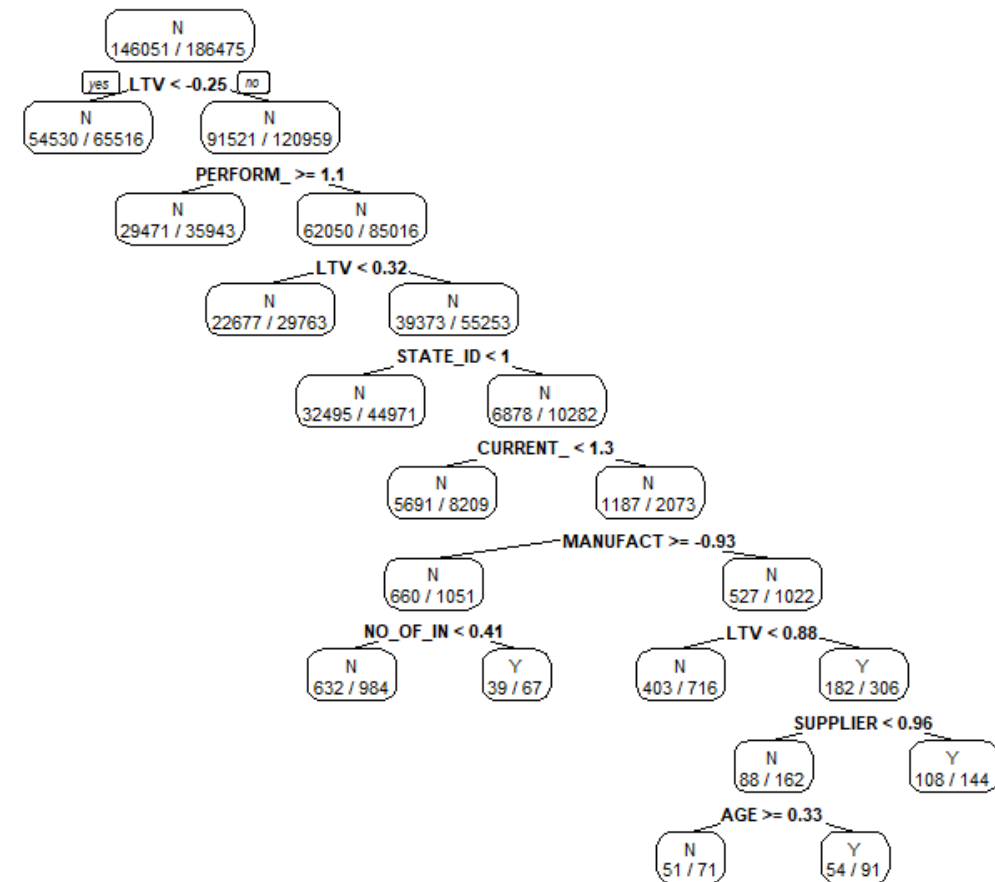 N
146051 / 186475
yes LTV < -0.25 no
N
54530 / 65516
N
91521 / 120959
PERFORM_ >= 1.1
N
29471 / 35943
N
62050 / 85016
LTV < 0.32
N
22677 / 29763
N
39373 / 55253
STATE_ID < 1
N
32495 / 44971
N
6878 / 10282
CURRENT_ < 1.3
N
5691 / 8209
N
1187 / 2073
MANUFACT >= -0.93
N
660 / 1051
N
527 / 1022
NO_OF_IN < 0.41
LTV < 0.88
N
632 / 984
Y
39 / 67
N
403 / 716
Y
182 / 306
SUPPLIER < 0.96
N
88 / 162
Y
108 / 144
AGE >= 0.33
N
51 / 71
Y
54 / 91